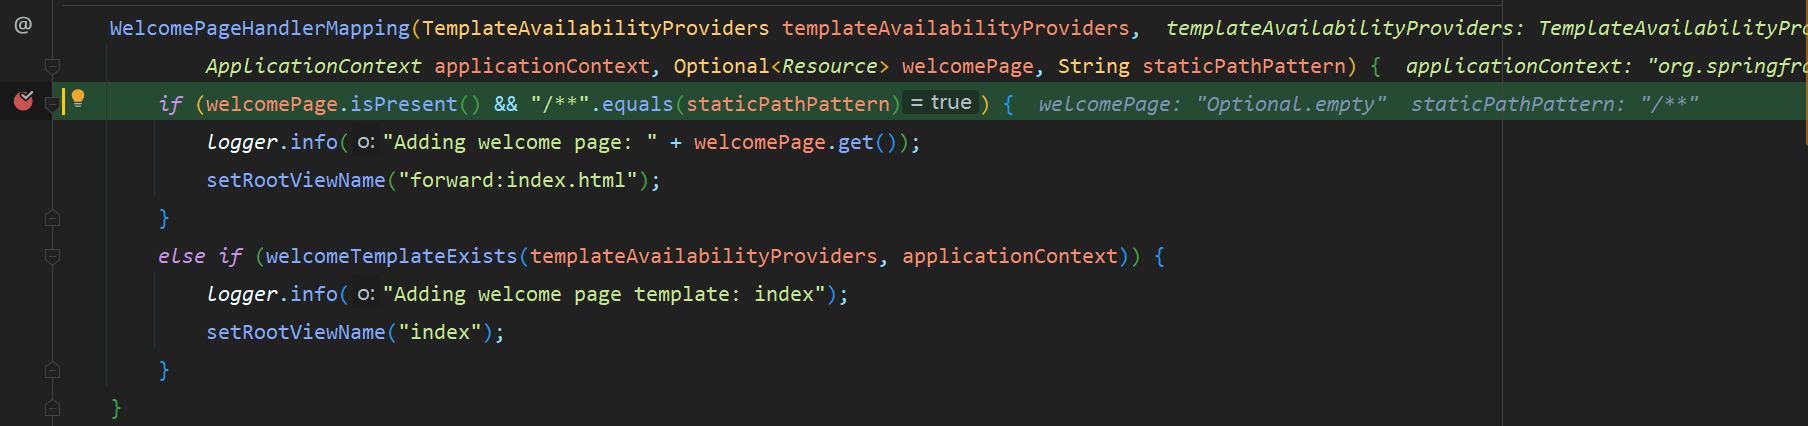 @
WelcomePageHandlerMapping(TemplateAvailabilityProviders templateAvailabilityProviders, templateAvailabilityProviders: TemplateAvailabilityPro
ApplicationContext applicationContext, Optional<Resource> welcomePage, String staticPathPattern) { applicationContext: "org.springfra
if (welcomePage.isPresent() && "/**".equals(staticPathPattern) = true ) { welcomePage: "Optional.empty" staticPathPattern: "/**"
logger.info( o: "Adding welcome page: " + welcomePage.get());
setRootViewName("forward:index.html");
}
else if (welcomeTemplateExists(templateAvailabilityProviders, applicationContext)) {
logger.info( o: "Adding welcome page template: index");
setRootViewName("index");
}
}